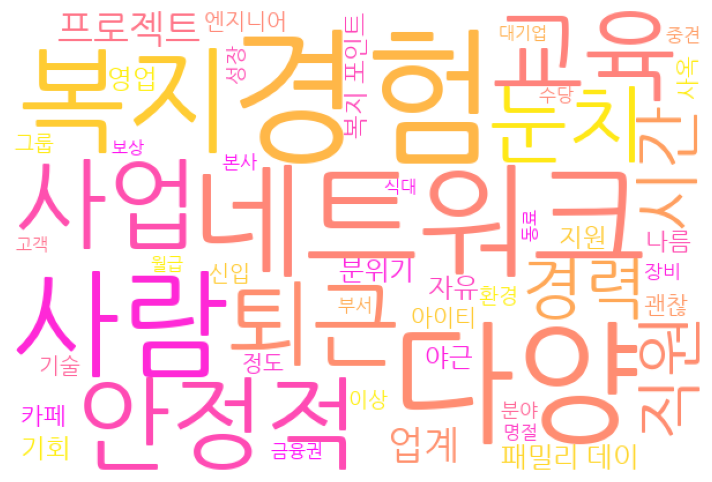 프로젝트
엔지니어
대기업
중견
복지
경험
교육
영업
성장
복지 포인트
눈치
수당
사옥
그룹
보상
본사
시간
사업
네트워크
식대
동료
고객
월급
신입
분위기
자유
지원
나름
사람
퇴근
부서
환경
경력
장비
괜찮
아이티
기술
정도
야근
다양
직원
안정적
이상
카페
기회
금융권
업계
분야
명절
패밀리 데이